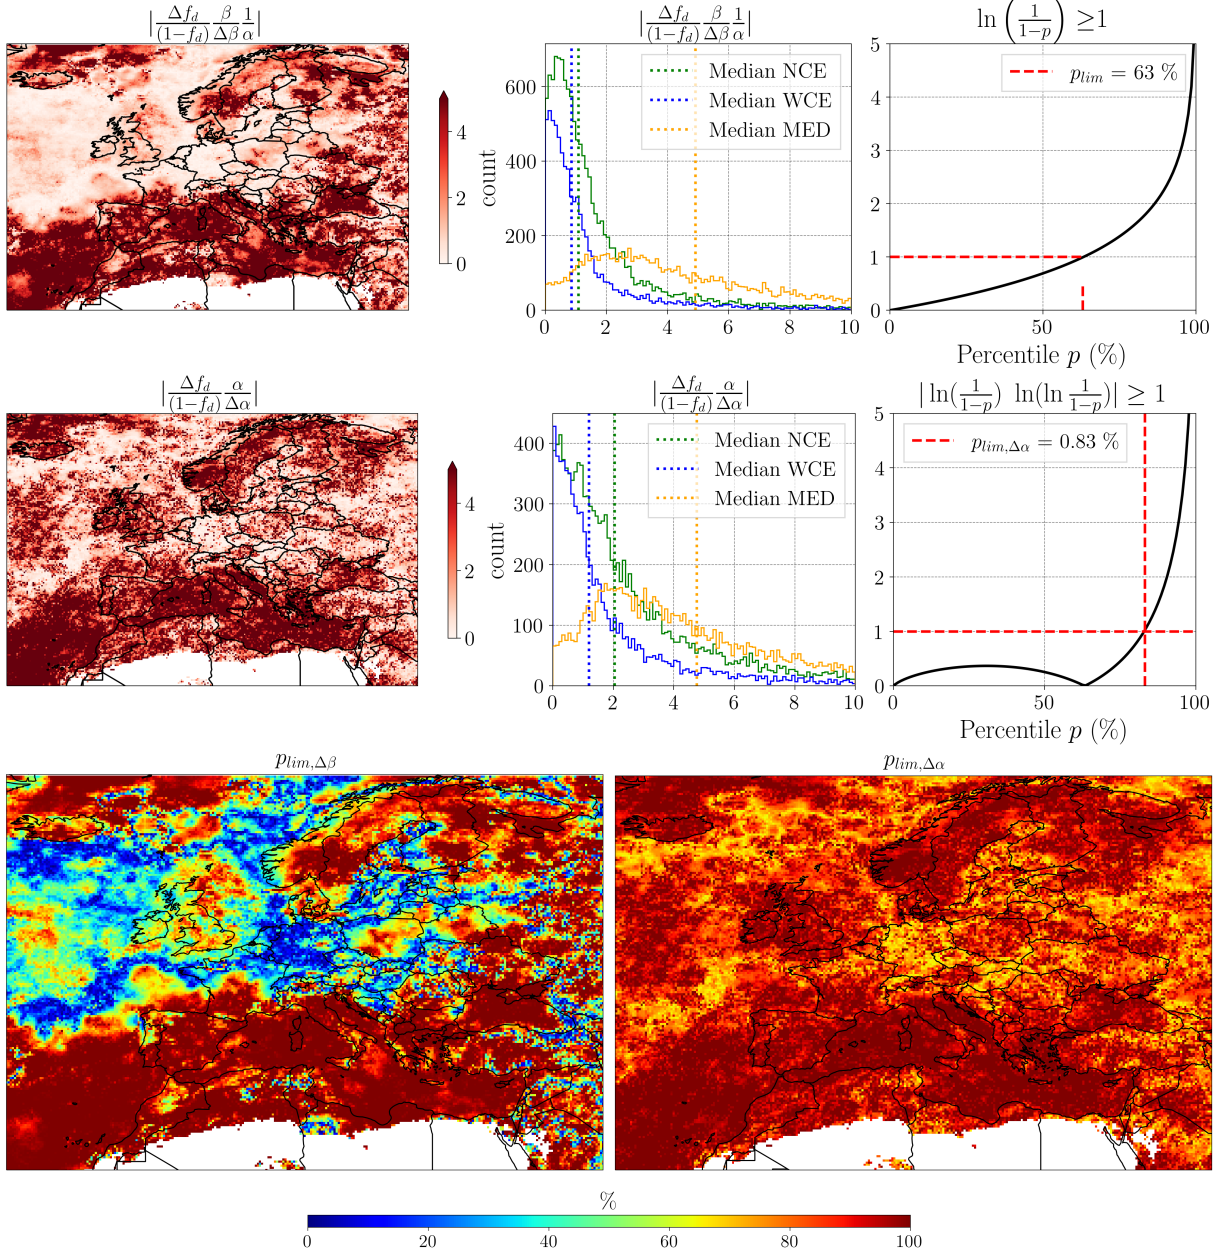 |Δf_d/(1−f_d) β/Δβ 1/α|
4
2
0
|Δf_d/(1−f_d) β/Δβ 1/α|
count
600
400
200
0
0 2 4 6 8 10
Median NCE
Median WCE
Median MED
ln(1/(1−p)) ≥1
5
4
3
2
1
0
p_lim = 63 %
0 50 100
Percentile p (%)
|Δf_d/(1−f_d) α/Δα|
4
2
0
|Δf_d/(1−f_d) α/Δα|
count
400
300
200
100
0
0 2 4 6 8 10
Median NCE
Median WCE
Median MED
|ln(1/(1−p)) ln(ln 1/(1−p))| ≥ 1
5
4
3
2
1
0
p_lim,Δα = 0.83 %
0 50 100
Percentile p (%)
p_lim,Δβ
p_lim,Δα
%
0 20 40 60 80 100